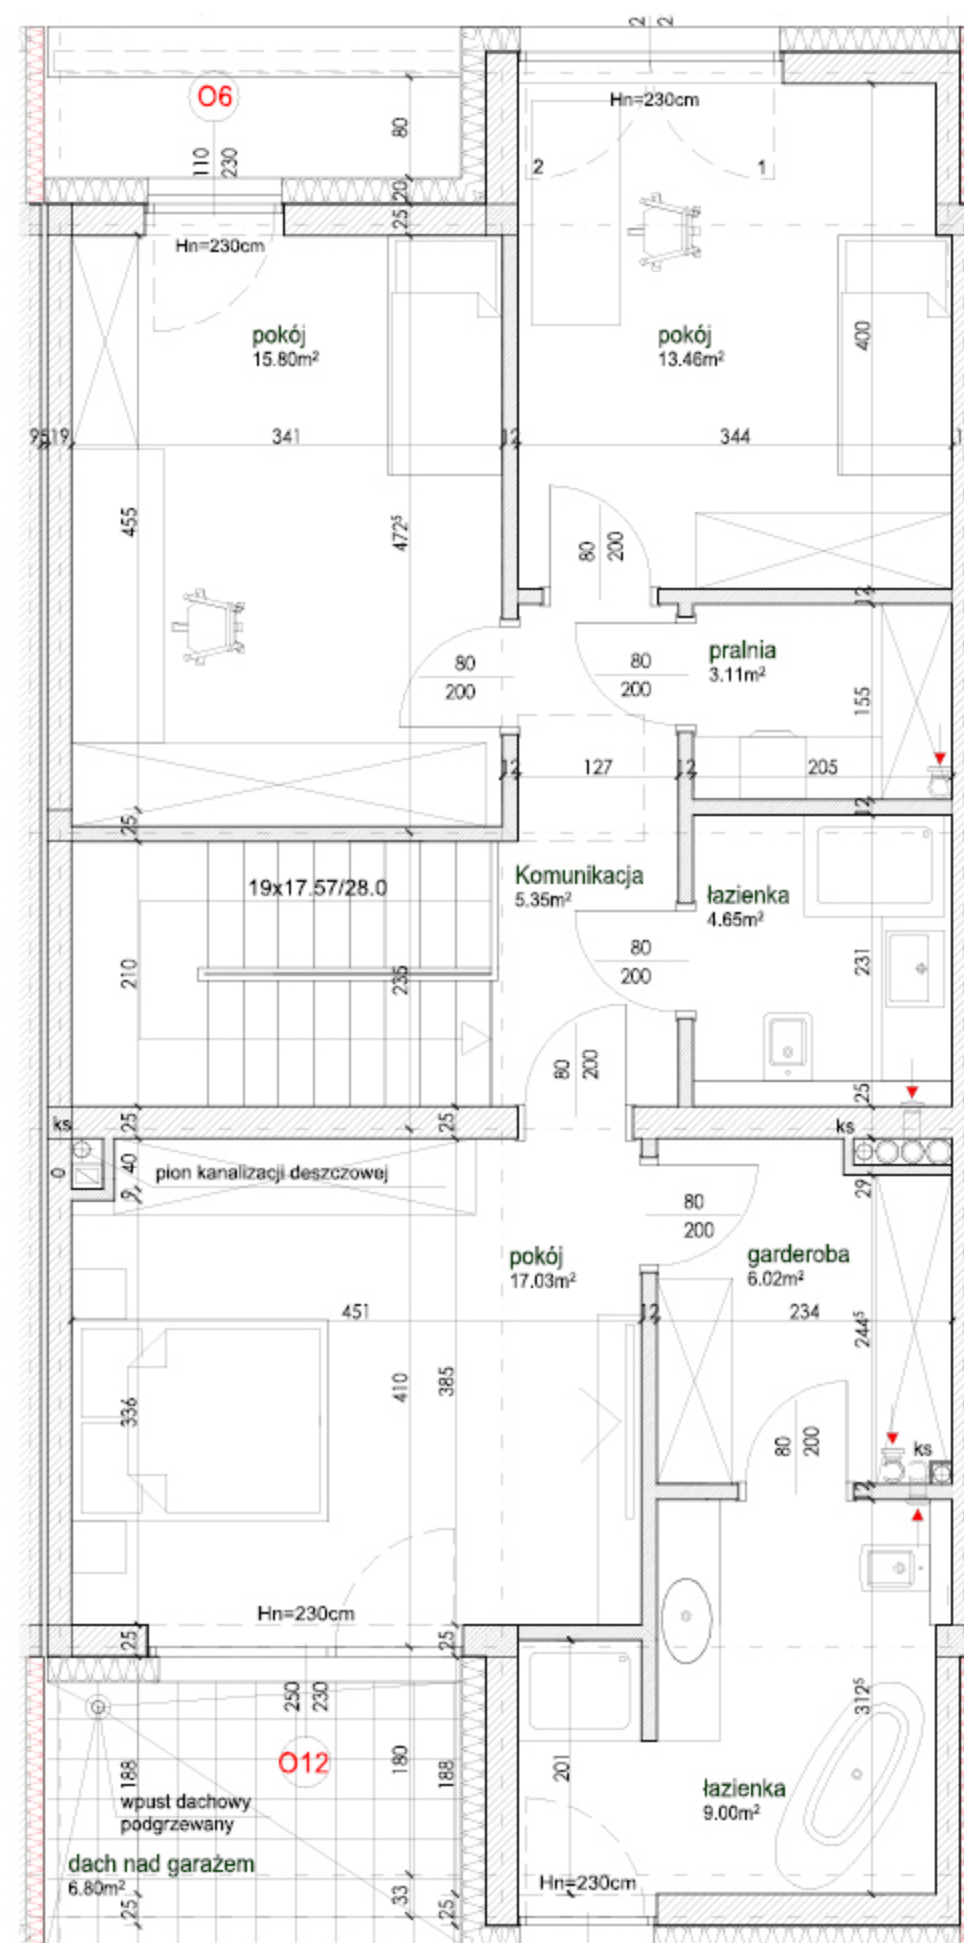 2 2
O6
110 230
80
20
25
Hn=230cm
Hn=230cm
2 1
pokój
15.80m²
pokój
13.46m²
400
19 341 12 344
455
472⁵
80 200
12
80
200
80
200
pralnia
3.11m²
155
12 127 12 205
25
12
19x17.57/28.0
Komunikacja
5.35m²
łazienka
4.65m²
210
235
80
200
231
80 200
25
ks
25
25
ks
0
40
9
pion kanalizacji deszczowej
29
80
200
pokój
17.03m²
garderoba
6.02m²
451 12 234
244⁵
336
410
385
80 200
ks
12
Hn=230cm
25
25
250 230
O12
188
180
188
201
312⁵
wpust dachowy
podgrzewany
łazienka
9.00m²
dach nad garażem
6.80m²
Hn=230cm
25
33
25